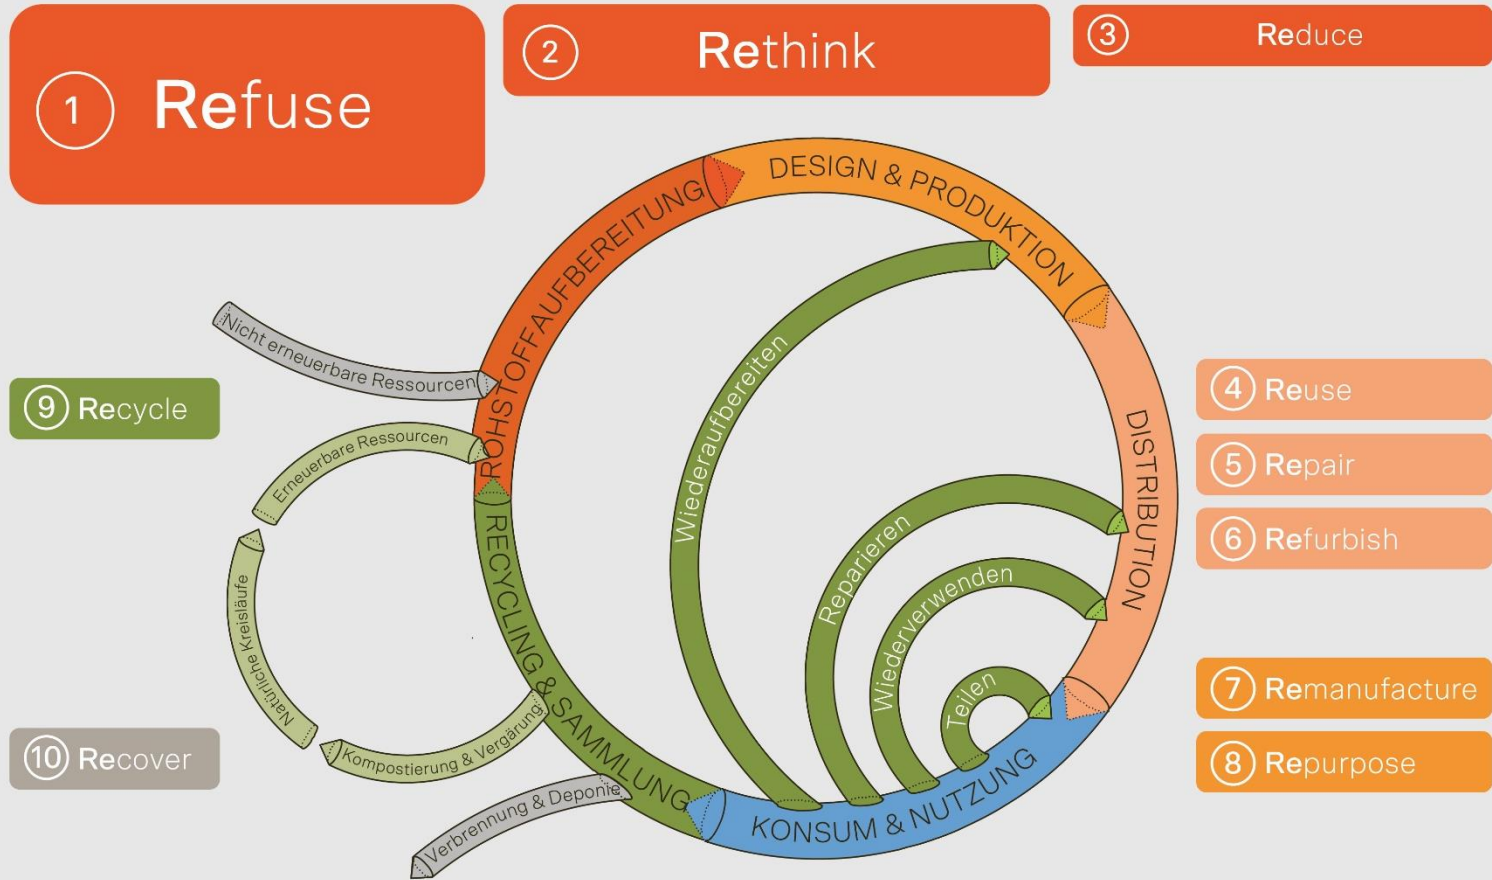 1 Refuse
2 Rethink
3 Reduce
DESIGN & PRODUKTION
ROHSTOFFAUFBEREITUNG
Nicht erneuerbare Ressourcen
Wiederaufbereiten
4 Reuse
9 Recycle
DISTRIBUTION
Erneuerbare Ressourcen
5 Repair
Reparieren
6 Refurbish
RECYCLING & SAMMLUNG
Wiederverwenden
Natürliche Kreisläufe
Teilen
7 Remanufacture
Kompostierung & Vergärung
10 Recover
8 Repurpose
Verbrennung & Deponie
KONSUM & NUTZUNG